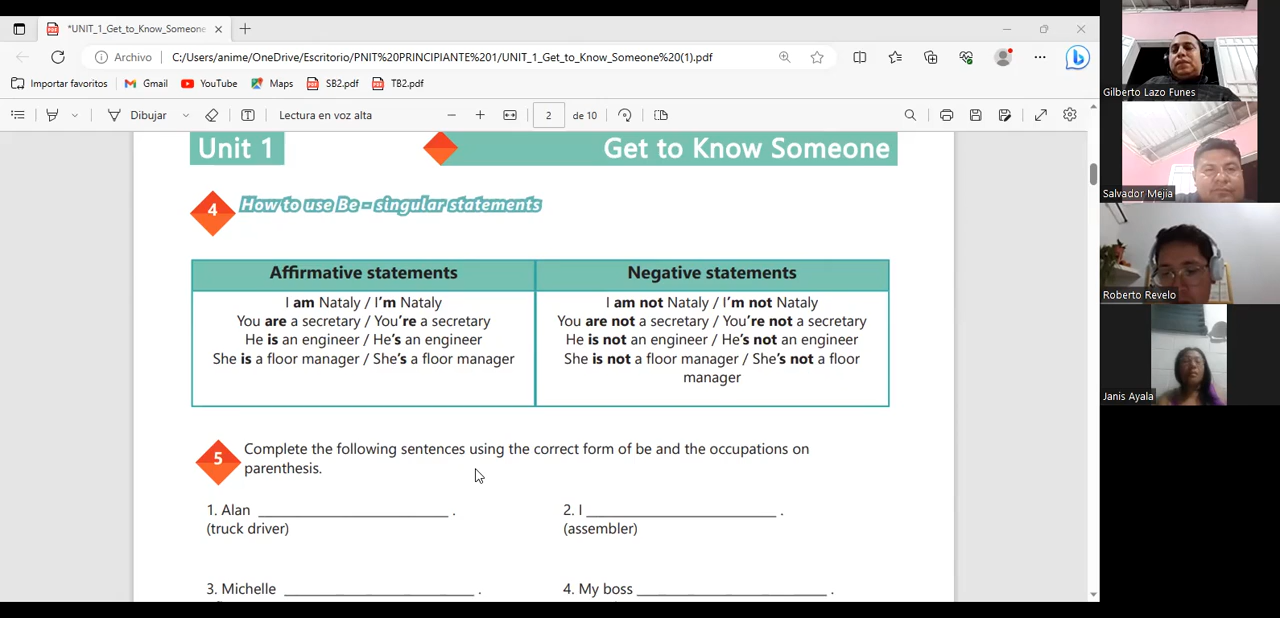 *UNIT_1_Get_to_Know_Someone
Archivo C:/Users/anime/OneDrive/Escritorio/PNIT%20PRINCIPIANTE%201/UNIT_1_Get_to_Know_Someone%20(1).pdf
Importar favoritos Gmail YouTube Maps SB2.pdf TB2.pdf
Dibujar Lectura en voz alta 2 de 10
Unit 1 Get to Know Someone
4 How to use Be - singular statements
Affirmative statements Negative statements
I am Nataly / I'm Nataly I am not Nataly / I'm not Nataly
You are a secretary / You're a secretary You are not a secretary / You're not a secretary
He is an engineer / He's an engineer He is not an engineer / He's not an engineer
She is a floor manager / She's a floor manager She is not a floor manager / She's not a floor
manager
5 Complete the following sentences using the correct form of be and the occupations on
parenthesis.
1. Alan ______________________ . 2. I ______________________ .
(truck driver) (assembler)
3. Michelle ______________________ . 4. My boss ______________________ .
Gilberto Lazo Funes
Salvador Mejía
Roberto Revelo
Janis Ayala